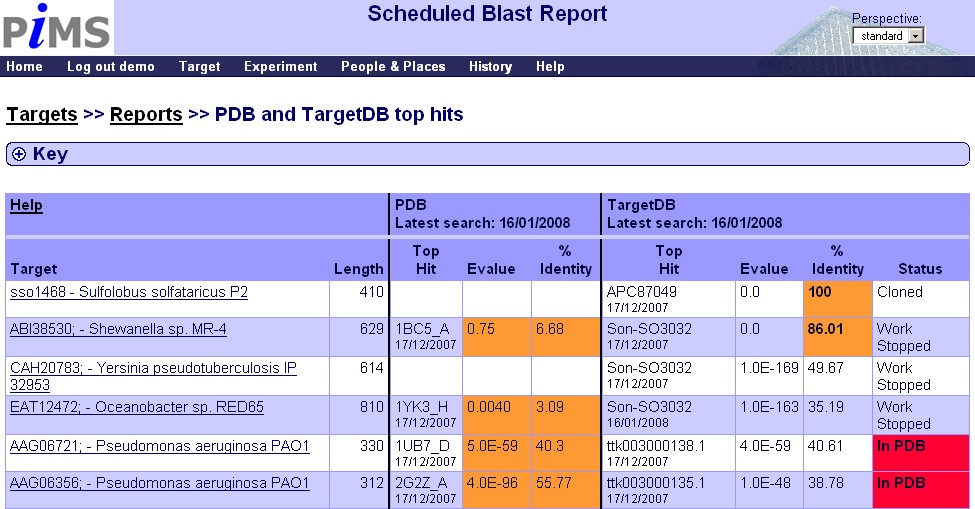 PiMS
Scheduled Blast Report
Perspective:
standard
Home Log out demo Target Experiment People & Places History Help
Targets >> Reports >> PDB and TargetDB top hits
Key
Help PDB TargetDB
Latest search: 16/01/2008 Latest search: 16/01/2008
Top % Top %
Target Length Hit Evalue Identity Hit Evalue Identity Status
sso1468 - Sulfolobus solfataricus P2 410 APC87049 0.0 100 Cloned
17/12/2007
ABI38530; - Shewanella sp. MR-4 629 1BC5_A 0.75 6.68 Son-SO3032 0.0 86.01 Work
17/12/2007 17/12/2007 Stopped
CAH20783; - Yersinia pseudotuberculosis IP 614 Son-SO3032 1.0E-169 49.67 Work
32953 17/12/2007 Stopped
EAT12472; - Oceanobacter sp. RED65 810 1YK3_H 0.0040 3.09 Son-SO3032 1.0E-163 35.19 Work
17/12/2007 16/01/2008 Stopped
AAG06721; - Pseudomonas aeruginosa PAO1 330 1UB7_D 5.0E-59 40.3 ttk003000138.1 4.0E-59 40.61 In PDB
17/12/2007 17/12/2007
AAG06356; - Pseudomonas aeruginosa PAO1 312 2G2Z_A 4.0E-96 55.77 ttk003000135.1 1.0E-48 38.78 In PDB
17/12/2007 17/12/2007